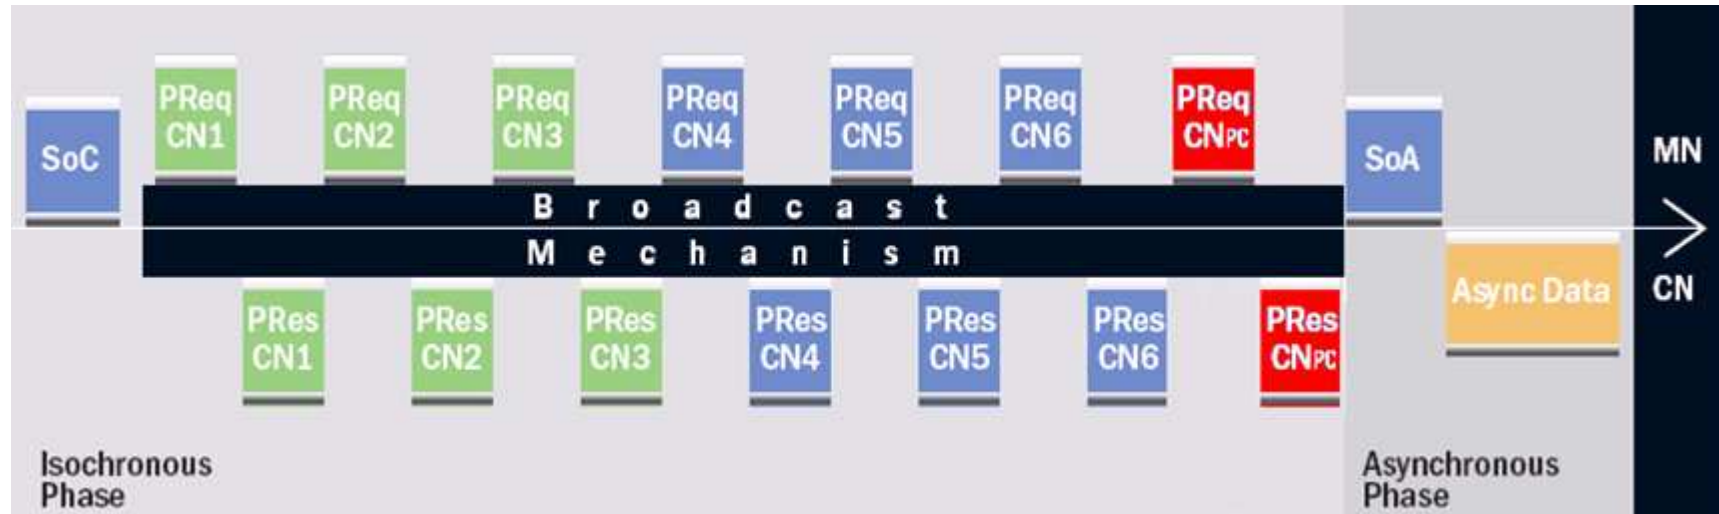 SoC
PReq
CN1
PReq
CN2
PReq
CN3
PReq
CN4
PReq
CN5
PReq
CN6
PReq
CNPC
SoA
MN
Broadcast
Mechanism
CN
Async Data
PRes
CN1
PRes
CN2
PRes
CN3
PRes
CN4
PRes
CN5
PRes
CN6
PRes
CNPC
Isochronous
Phase
Asynchronous
Phase